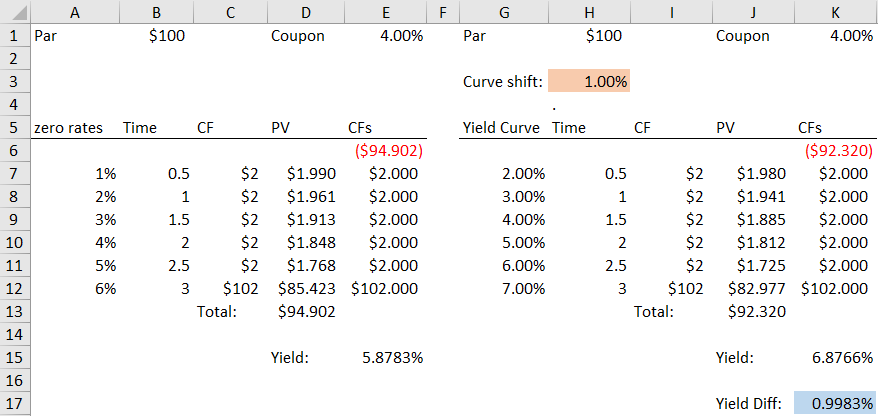 A B C D E F G H I J K
1 Par $100 Coupon 4.00% Par $100 Coupon 4.00%
2
3 Curve shift: 1.00%
4 .
5 zero rates Time CF PV CFs Yield Curve Time CF PV CFs
6 ($94.902) ($92.320)
7 1% 0.5 $2 $1.990 $2.000 2.00% 0.5 $2 $1.980 $2.000
8 2% 1 $2 $1.961 $2.000 3.00% 1 $2 $1.941 $2.000
9 3% 1.5 $2 $1.913 $2.000 4.00% 1.5 $2 $1.885 $2.000
10 4% 2 $2 $1.848 $2.000 5.00% 2 $2 $1.812 $2.000
11 5% 2.5 $2 $1.768 $2.000 6.00% 2.5 $2 $1.725 $2.000
12 6% 3 $102 $85.423 $102.000 7.00% 3 $102 $82.977 $102.000
13 Total: $94.902 Total: $92.320
14
15 Yield: 5.8783% Yield: 6.8766%
16
17 Yield Diff: 0.9983%